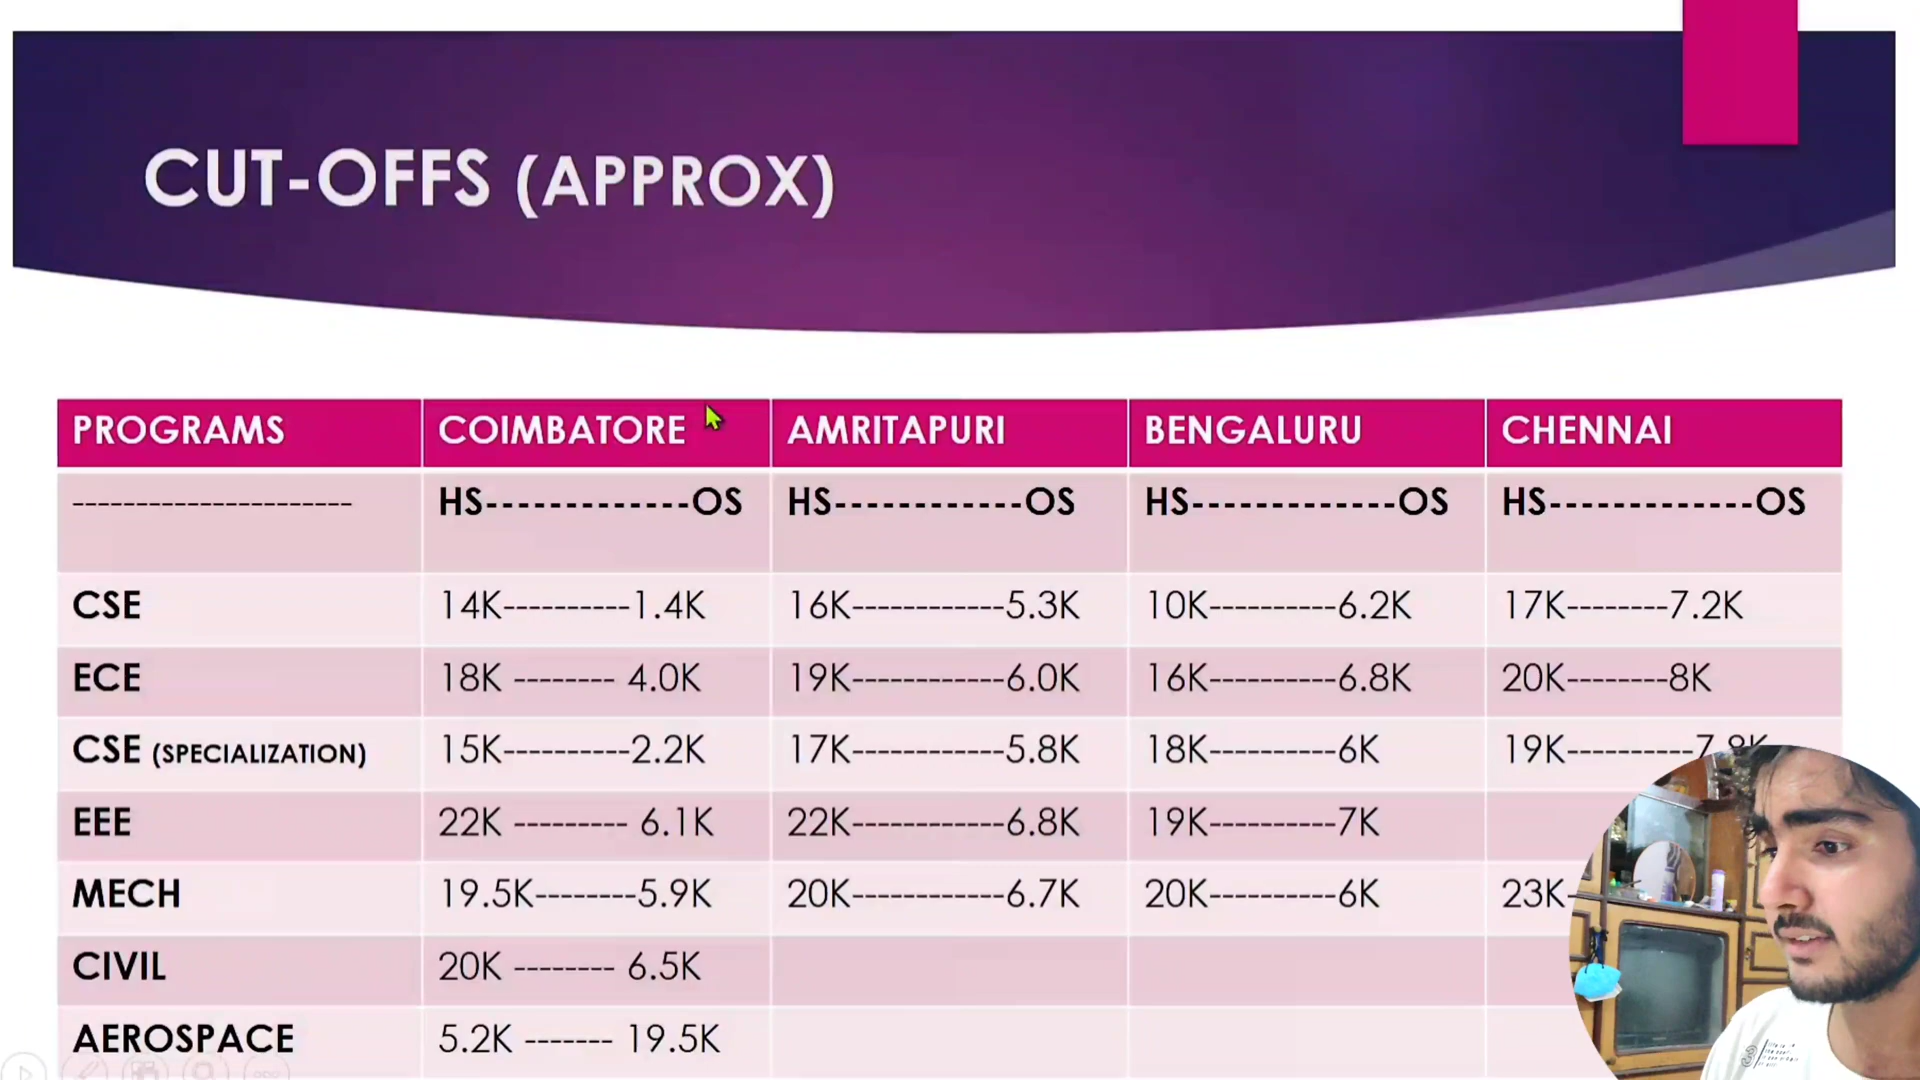 CUT-OFFS (APPROX)
PROGRAMS COIMBATORE AMRITAPURI BENGALURU CHENNAI
---------------------- HS-------------OS HS------------OS HS-------------OS HS-------------OS
CSE 14K----------1.4K 16K------------5.3K 10K----------6.2K 17K--------7.2K
ECE 18K -------- 4.0K 19K------------6.0K 16K----------6.8K 20K--------8K
CSE (SPECIALIZATION) 15K----------2.2K 17K------------5.8K 18K----------6K 19K----------7.8K
EEE 22K --------- 6.1K 22K------------6.8K 19K----------7K
MECH 19.5K--------5.9K 20K------------6.7K 20K----------6K 23K-
CIVIL 20K -------- 6.5K
AEROSPACE 5.2K ------- 19.5K